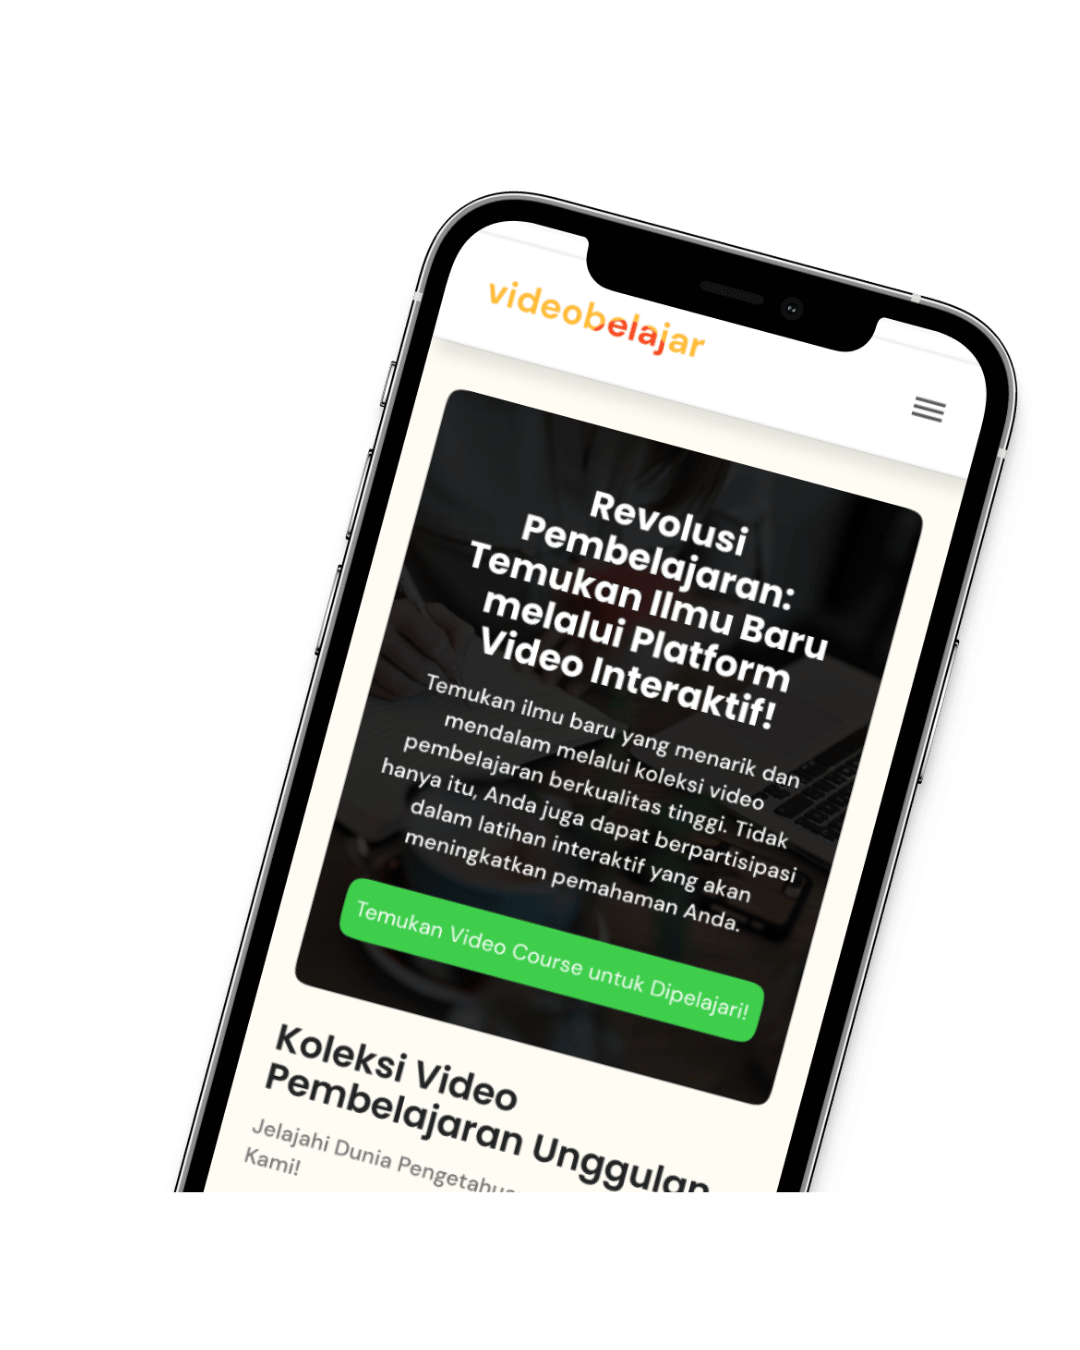 videobelajar
Revolusi
Pembelajaran:
Temukan Ilmu Baru
melalui Platform
Video Interaktif!
Temukan ilmu baru yang menarik dan
mendalam melalui koleksi video
pembelajaran berkualitas tinggi. Tidak
hanya itu, Anda juga dapat berpartisipasi
dalam latihan interaktif yang akan
meningkatkan pemahaman Anda.
Temukan Video Course untuk Dipelajari!
Koleksi Video
Pembelajaran Unggulan
Jelajahi Dunia
Kami!